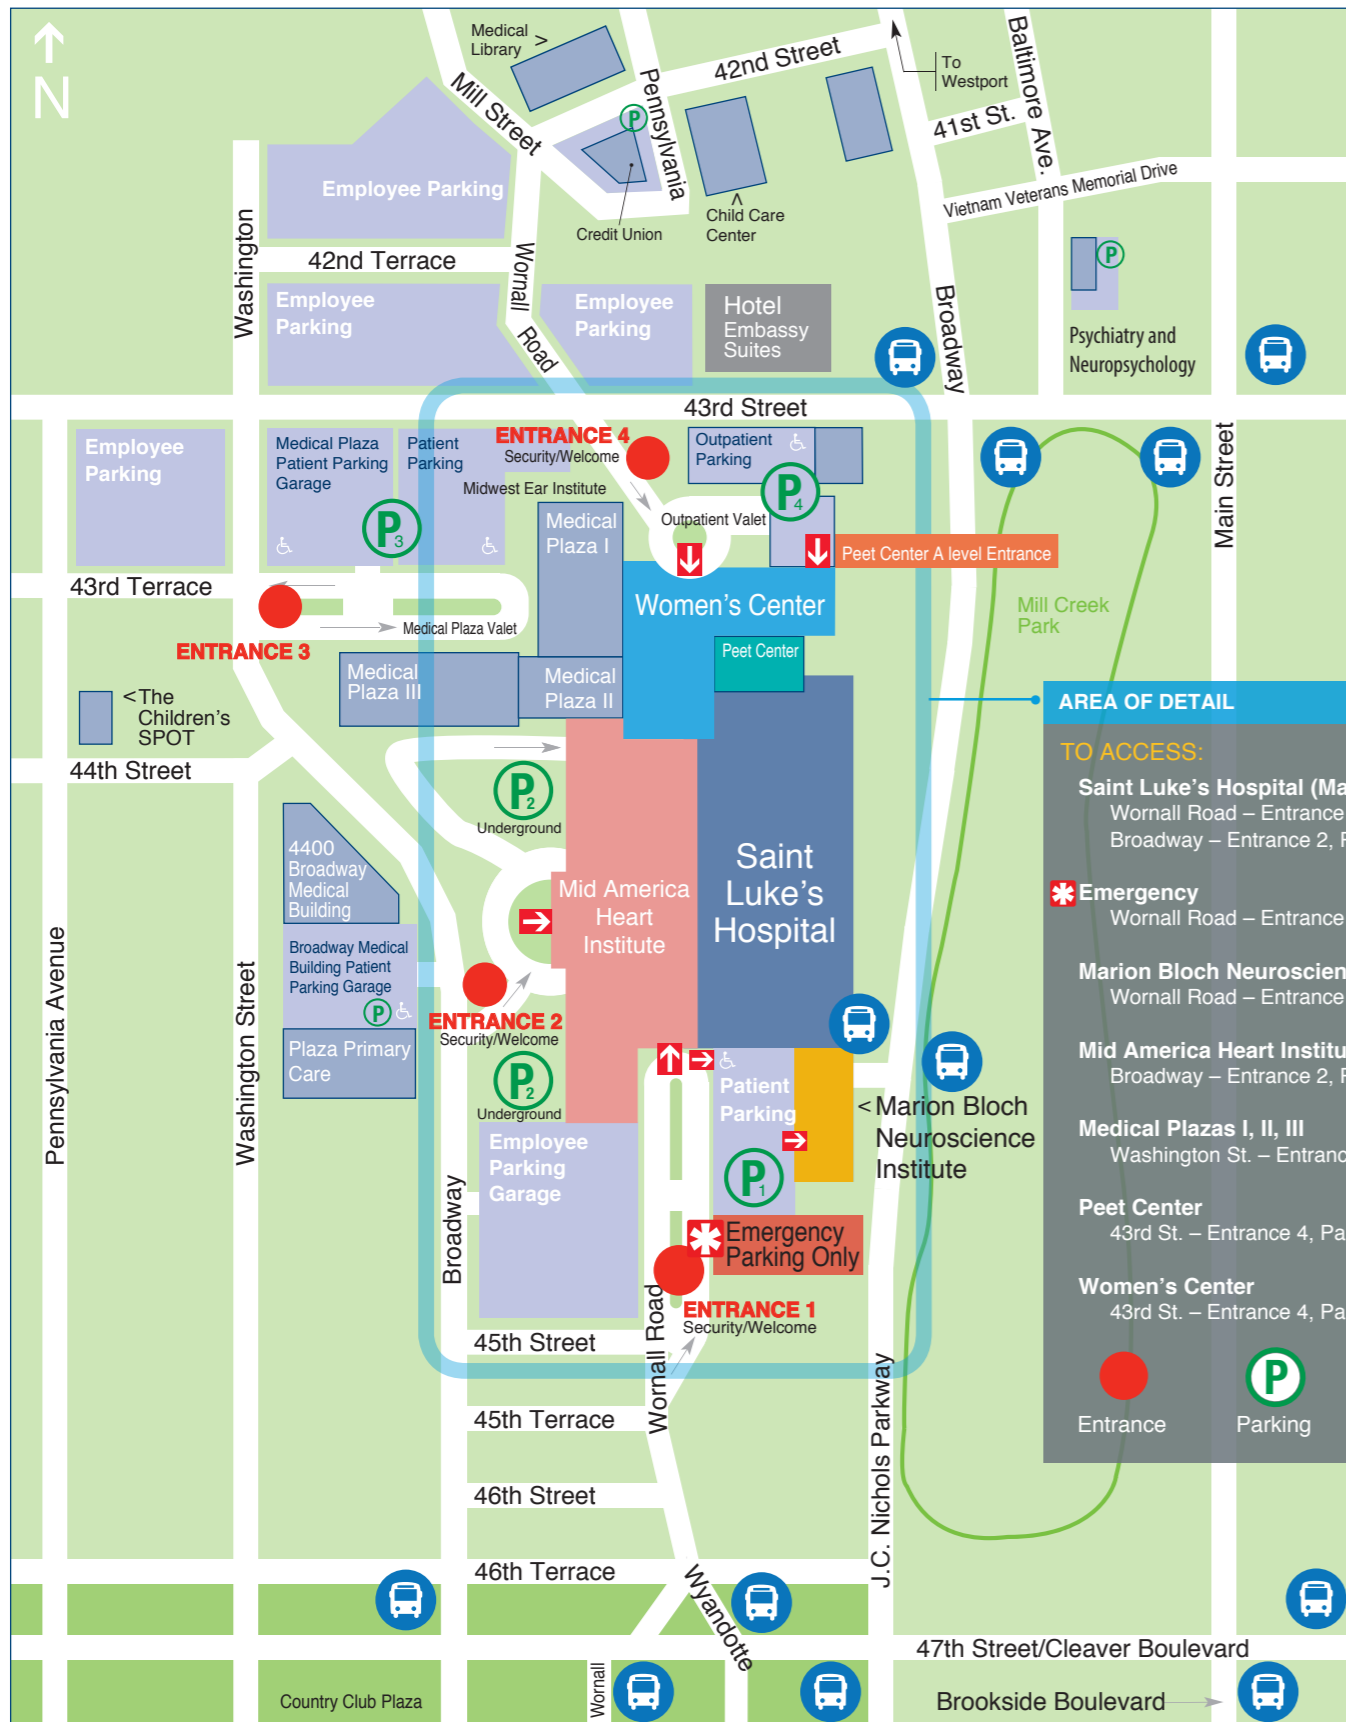 N
Medical
Library >
Mill Street
Pennsylvania
42nd Street
To
Westport
Baltimore Ave.
41st St.
Vietnam Veterans Memorial Drive
P
Employee Parking
Credit Union
Child Care
Center
Washington
42nd Terrace
Wornall
Road
Employee
Parking
Employee
Parking
Hotel
Embassy
Suites
Broadway
P
Psychiatry and
Neuropsychology
43rd Street
Employee
Parking
Medical Plaza
Patient Parking
Garage
Patient
Parking
ENTRANCE 4
Security/Welcome
Outpatient
Parking
P3
P4
Midwest Ear Institute
Medical
Plaza I
Outpatient Valet
Peet Center A level Entrance
Main Street
43rd Terrace
Medical Plaza Valet
ENTRANCE 3
Women's Center
Mill Creek
Park
Peet Center
Medical
Plaza III
Medical
Plaza II
< The
Children's
SPOT
44th Street
P2
Underground
4400
Broadway
Medical
Building
Mid America
Heart
Institute
Saint
Luke's
Hospital
Broadway Medical
Building Patient
Parking Garage
P
Plaza Primary
Care
Pennsylvania Avenue
Washington Street
ENTRANCE 2
Security/Welcome
P2
Underground
Patient
Parking
P1
< Marion Bloch
Neuroscience
Institute
Employee
Parking
Garage
Broadway
Emergency
Parking Only
Wornall Road
ENTRANCE 1
Security/Welcome
45th Street
45th Terrace
46th Street
46th Terrace
J.C. Nichols Parkway
Wyandotte
47th Street/Cleaver Boulevard
Wornall
Country Club Plaza
Brookside Boulevard
AREA OF DETAIL
TO ACCESS:
Saint Luke's Hospital (Ma
Wornall Road – Entrance
Broadway – Entrance 2, P
Emergency
Wornall Road – Entrance
Marion Bloch Neuroscien
Wornall Road – Entrance
Mid America Heart Institu
Broadway – Entrance 2, P
Medical Plazas I, II, III
Washington St. – Entranc
Peet Center
43rd St. – Entrance 4, Pa
Women's Center
43rd St. – Entrance 4, Pa
P
Entrance
Parking